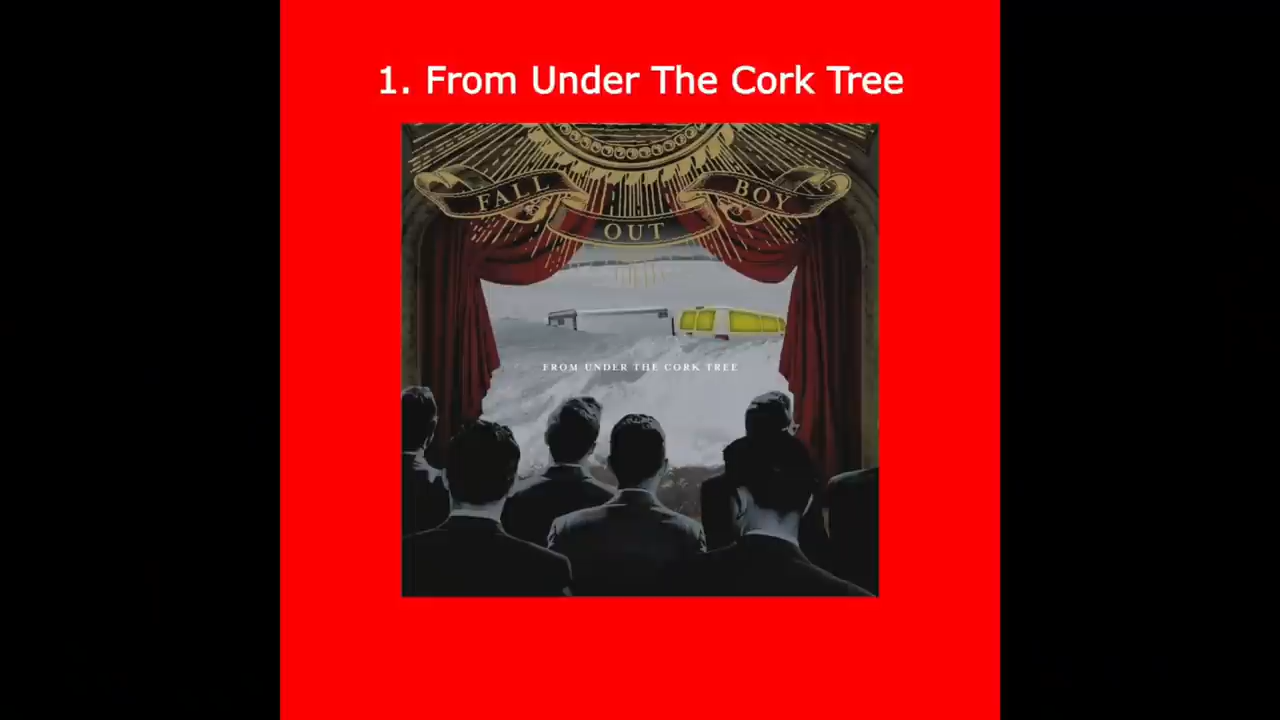 1. From Under The Cork Tree
FALL OUT BOY
FROM UNDER THE CORK TREE